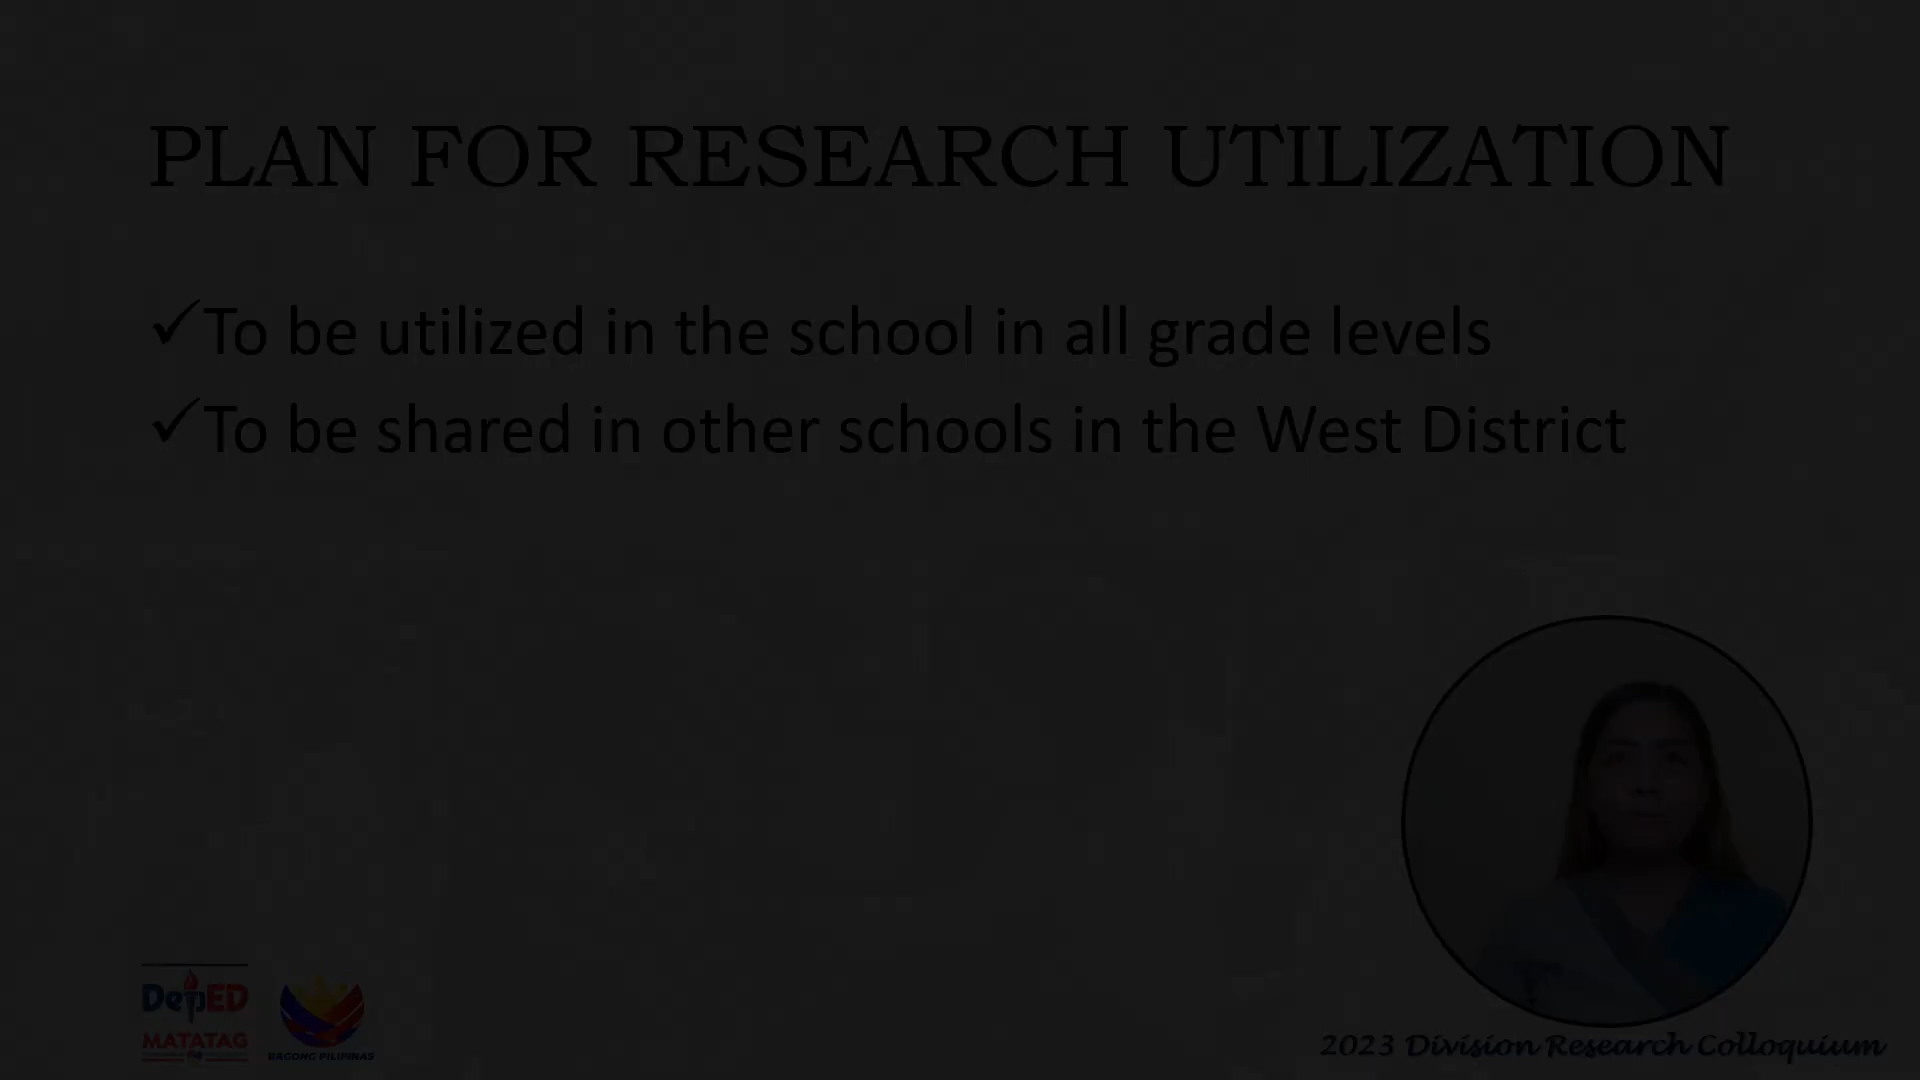 PLAN FOR RESEARCH UTILIZATION
✓To be utilized in the school in all grade levels
✓To be shared in other schools in the West District
DepED
MATATAG
BAGONG PILIPINAS
2023 Division Research Colloquium